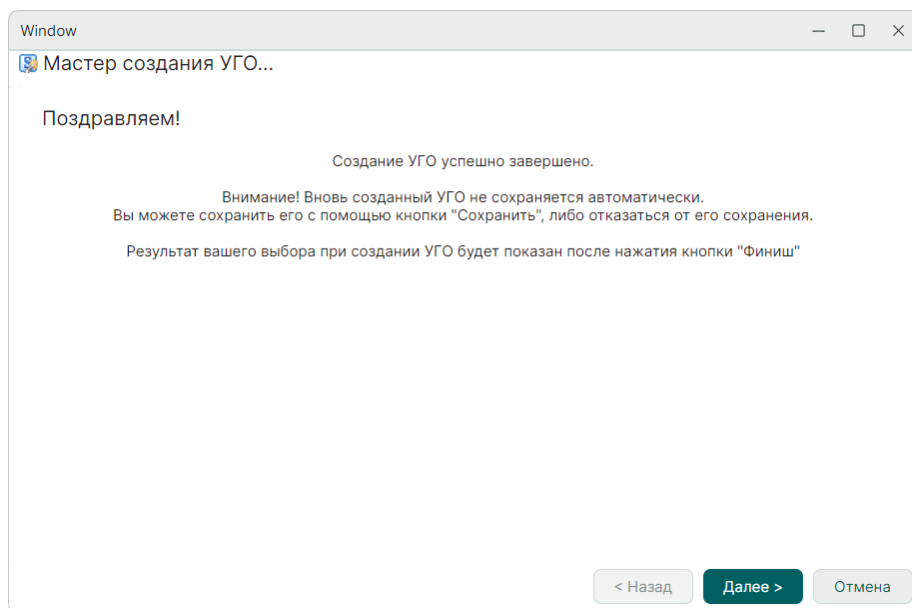 Window
Мастер создания УГО...
Поздравляем!
Создание УГО успешно завершено.
Внимание! Вновь созданный УГО не сохраняется автоматически.
Вы можете сохранить его с помощью кнопки "Сохранить", либо отказаться от его сохранения.
Результат вашего выбора при создании УГО будет показан после нажатия кнопки "Финиш"
< Назад
Далее >
Отмена